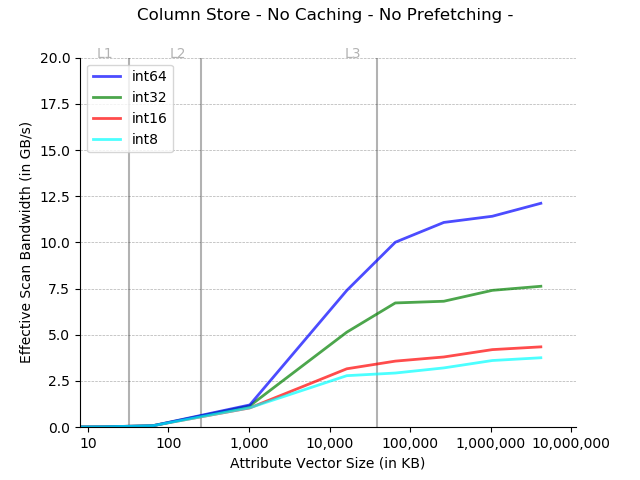 Column Store - No Caching - No Prefetching -
L1 L2 L3
int64
int32
int16
int8
20.0
17.5
15.0
12.5
10.0
7.5
5.0
2.5
0.0
Effective Scan Bandwidth (in GB/s)
10 100 1,000 10,000 100,000 1,000,000 10,000,000
Attribute Vector Size (in KB)